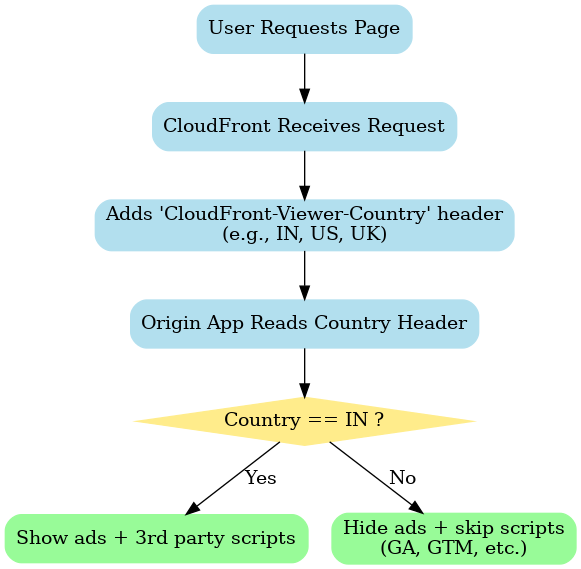 User Requests Page
CloudFront Receives Request
Adds 'CloudFront-Viewer-Country' header
(e.g., IN, US, UK)
Origin App Reads Country Header
Country == IN ?
Yes
No
Show ads + 3rd party scripts
Hide ads + skip scripts
(GA, GTM, etc.)